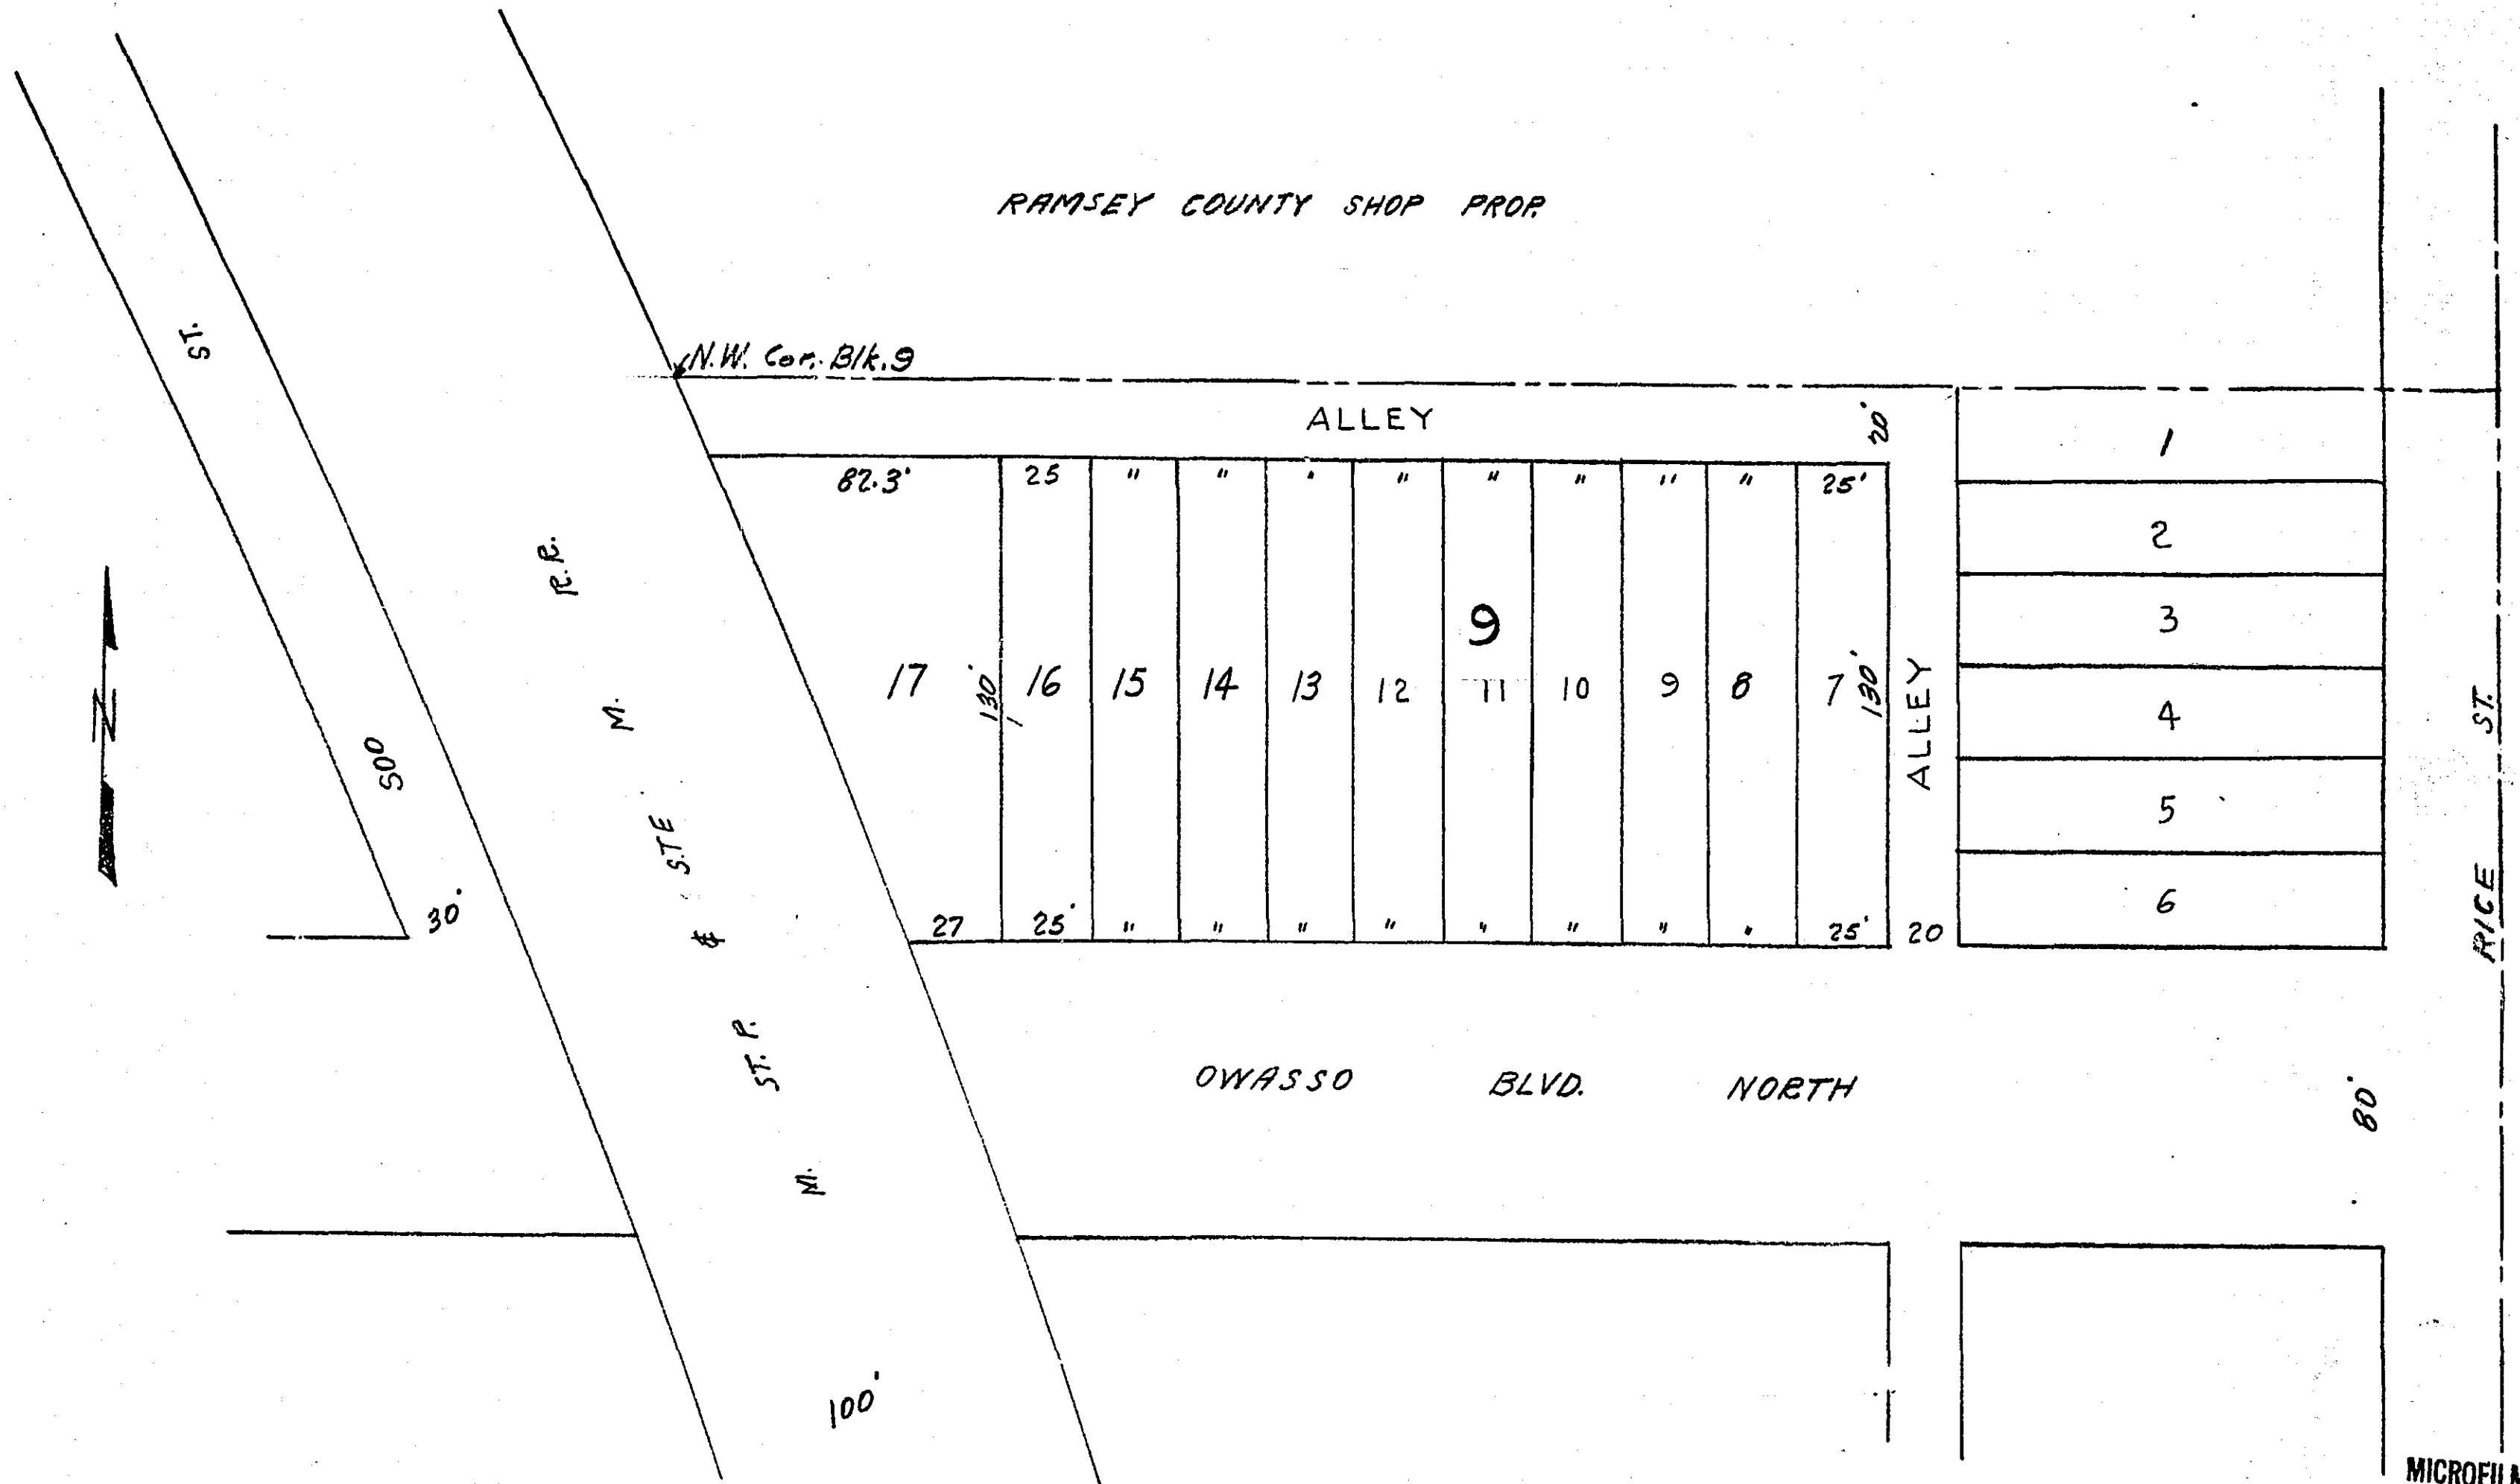 RAMSEY COUNTY SHOP PROP.
ST.
N.W. Cor. Blk. 9
ALLEY
20'
1
82.3' 25 " " " " " " " " 25'
2
R.R.
9
3
17 130' 16 15 14 13 12 11 10 9 8 7 130'
ALLEY
M.
4
ST.
N
SOO
STE
5
&
RICE
30'
27 25' " " " " " " " " 25' 20
6
ST. P.
OWASSO BLVD. NORTH
80'
M.
100'